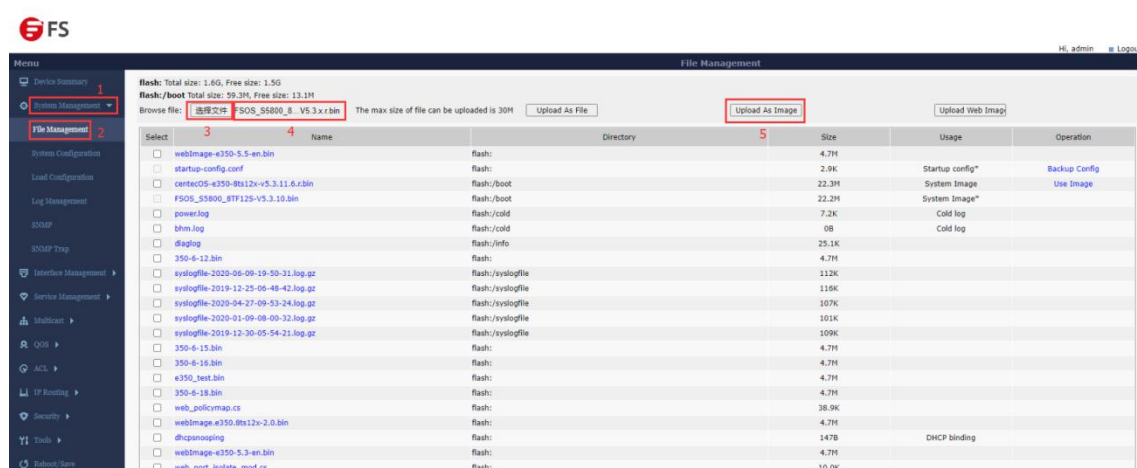 FS
Hi, admin Logou
Menu
File Management
Device Summary
1
System Management
File Management 2
System Configuration
Load Configuration
Log Management
SNMP
SNMP Trap
Interface Management
Service Management
Multicast
QOS
ACL
IP Routing
Security
Tools
Reboot/Save
flash: Total size: 1.6G, Free size: 1.5G
flash:/boot Total size: 59.3M, Free size: 13.1M
Browse file: 选择文件 FSOS_S5800_8... V5.3.x.r.bin The max size of file can be uploaded is 30M Upload As File Upload As Image Upload Web Imag
3 4 5
Select Name Directory Size Usage Operation
webImage-e350-5.5-en.bin flash: 4.7M
startup-config.conf flash: 2.9K Startup config* Backup Config
centecOS-e350-8ts12x-v5.3.11.6.r.bin flash:/boot 22.3M System Image Use Image
FSOS_S5800_8TF12S-V5.3.10.bin flash:/boot 22.2M System Image*
power.log flash:/cold 7.2K Cold log
bhm.log flash:/cold 0B Cold log
diaglog flash:/info 25.1K
350-6-12.bin flash: 4.7M
syslogfile-2020-06-09-19-50-31.log.gz flash:/syslogfile 112K
syslogfile-2019-12-25-06-48-42.log.gz flash:/syslogfile 116K
syslogfile-2020-04-27-09-53-24.log.gz flash:/syslogfile 107K
syslogfile-2020-01-09-08-00-32.log.gz flash:/syslogfile 101K
syslogfile-2019-12-30-05-54-21.log.gz flash:/syslogfile 109K
350-6-15.bin flash: 4.7M
350-6-16.bin flash: 4.7M
e350_test.bin flash: 4.7M
350-6-18.bin flash: 4.7M
web_policymap.cs flash: 38.9K
webImage.e350.8ts12x-2.0.bin flash: 4.7M
dhcpsnooping flash: 147B DHCP binding
webImage-e350-5.3-en.bin flash: 4.7M
web_port_isolate_mod.cs flash: 10.0K